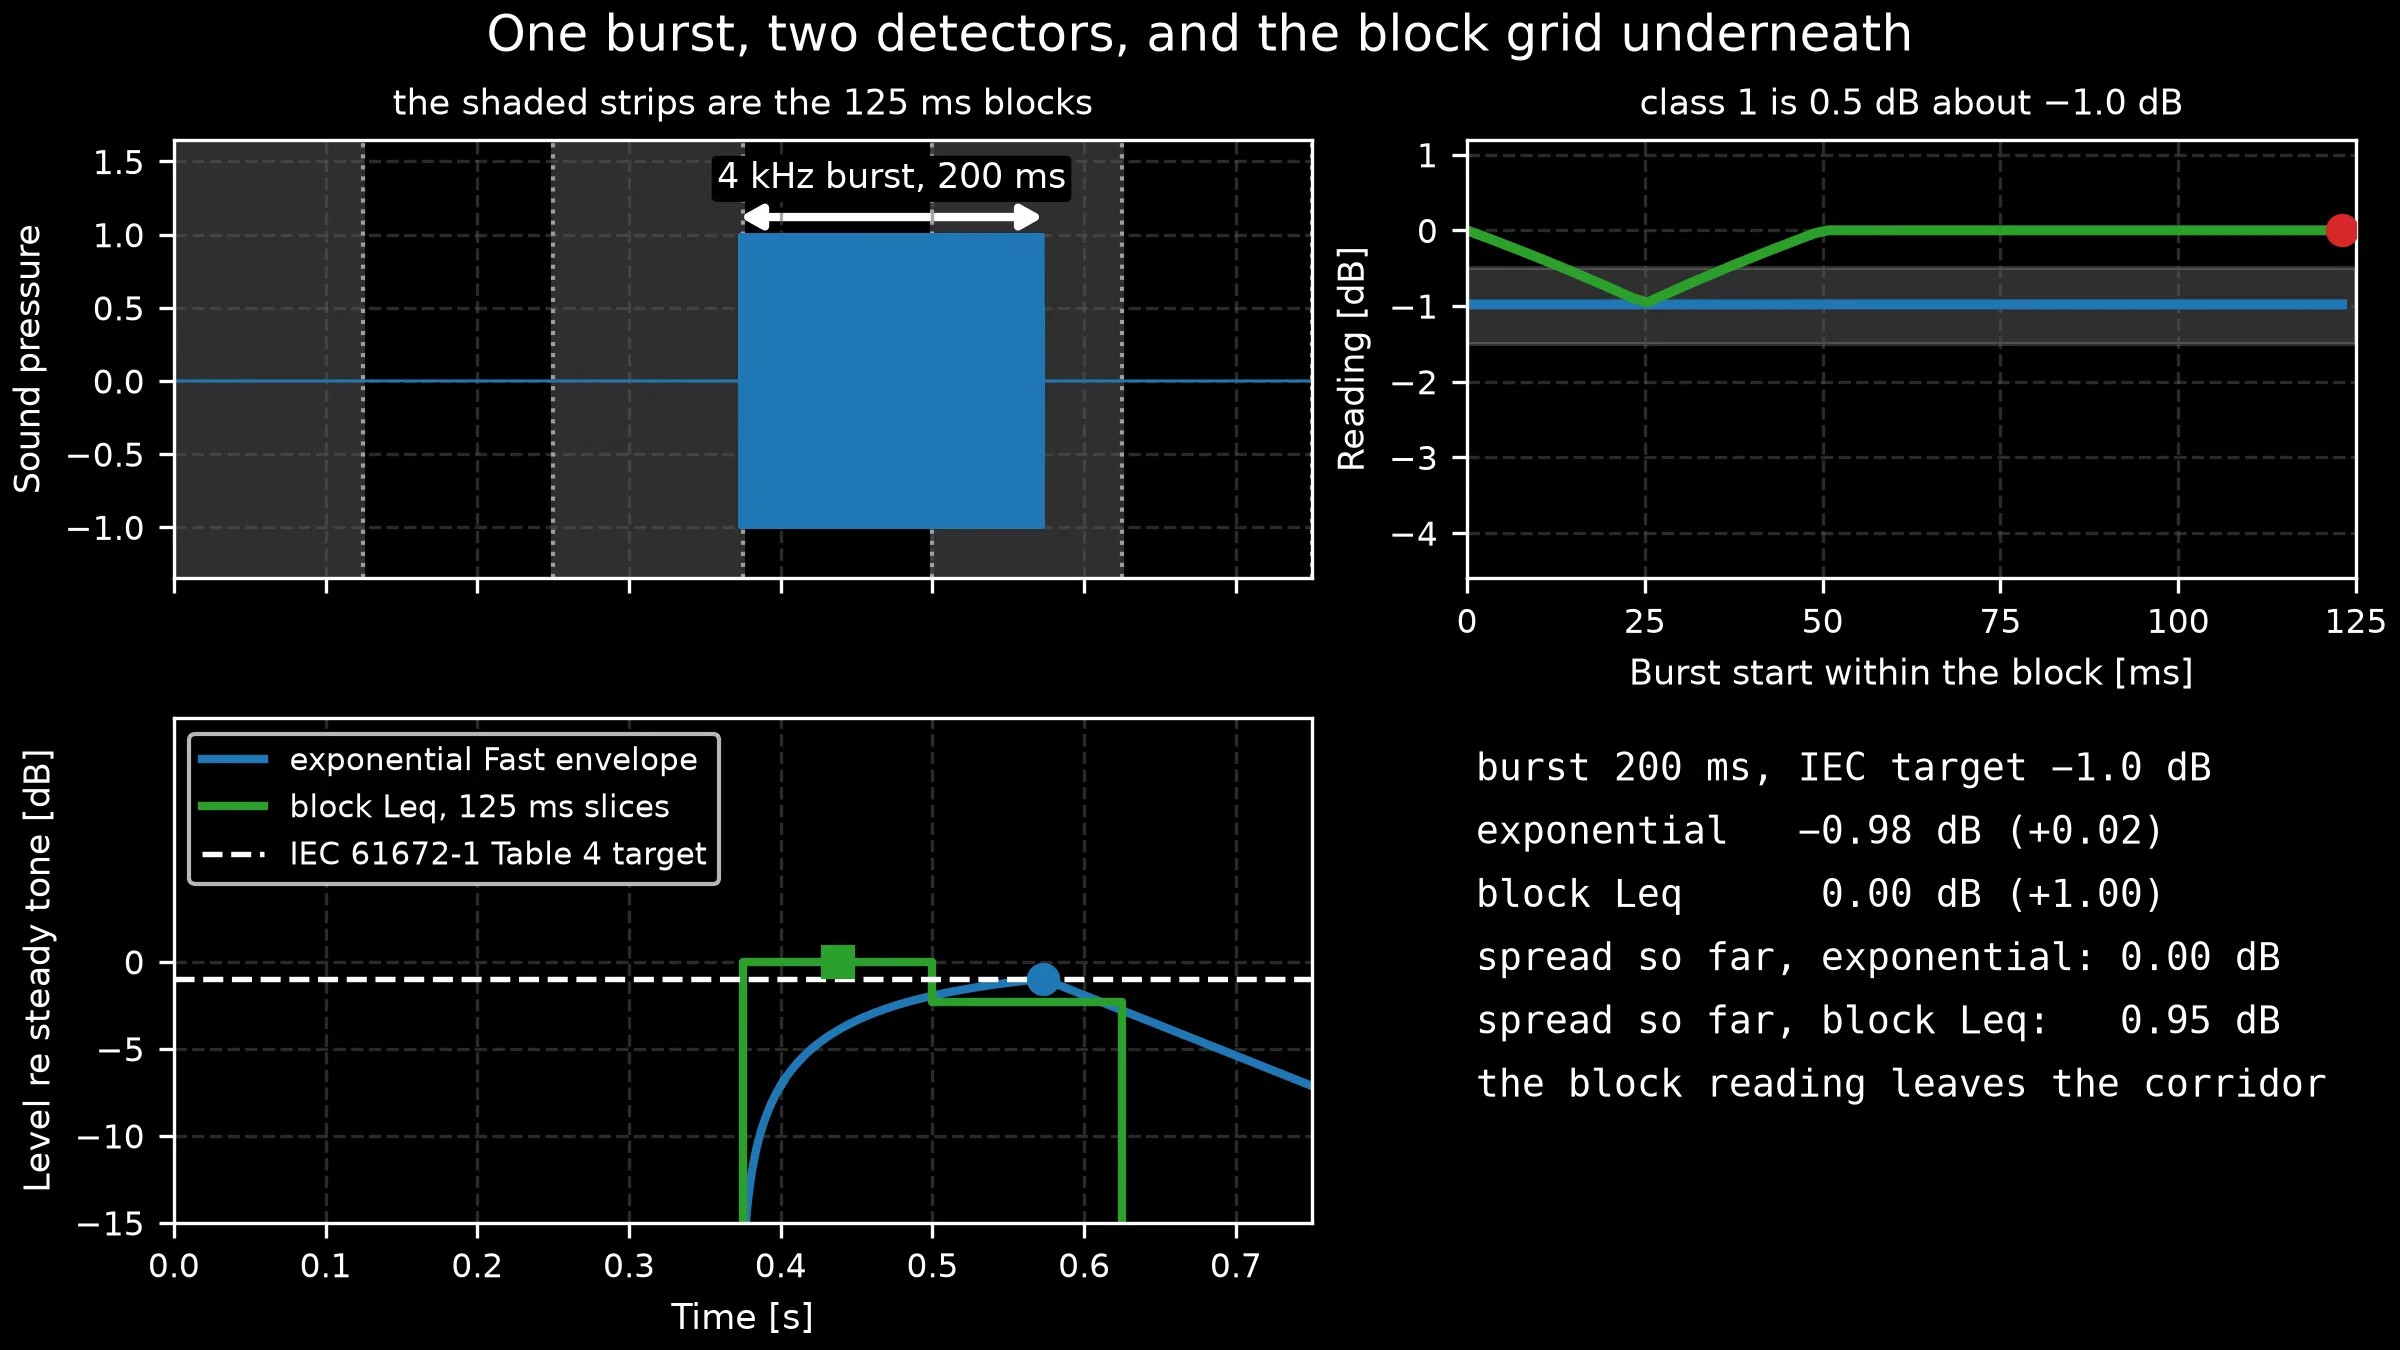 One burst, two detectors, and the block grid underneath
the shaded strips are the 125 ms blocks
Sound pressure
1.5
1.0
0.5
0.0
−0.5
−1.0
4 kHz burst, 200 ms
class 1 is 0.5 dB about −1.0 dB
Reading [dB]
1
0
−1
−2
−3
−4
0 25 50 75 100 125
Burst start within the block [ms]
Level re steady tone [dB]
exponential Fast envelope
block Leq, 125 ms slices
IEC 61672-1 Table 4 target
0
−5
−10
−15
0.0 0.1 0.2 0.3 0.4 0.5 0.6 0.7
Time [s]
burst 200 ms, IEC target −1.0 dB
exponential −0.98 dB (+0.02)
block Leq 0.00 dB (+1.00)
spread so far, exponential: 0.00 dB
spread so far, block Leq: 0.95 dB
the block reading leaves the corridor